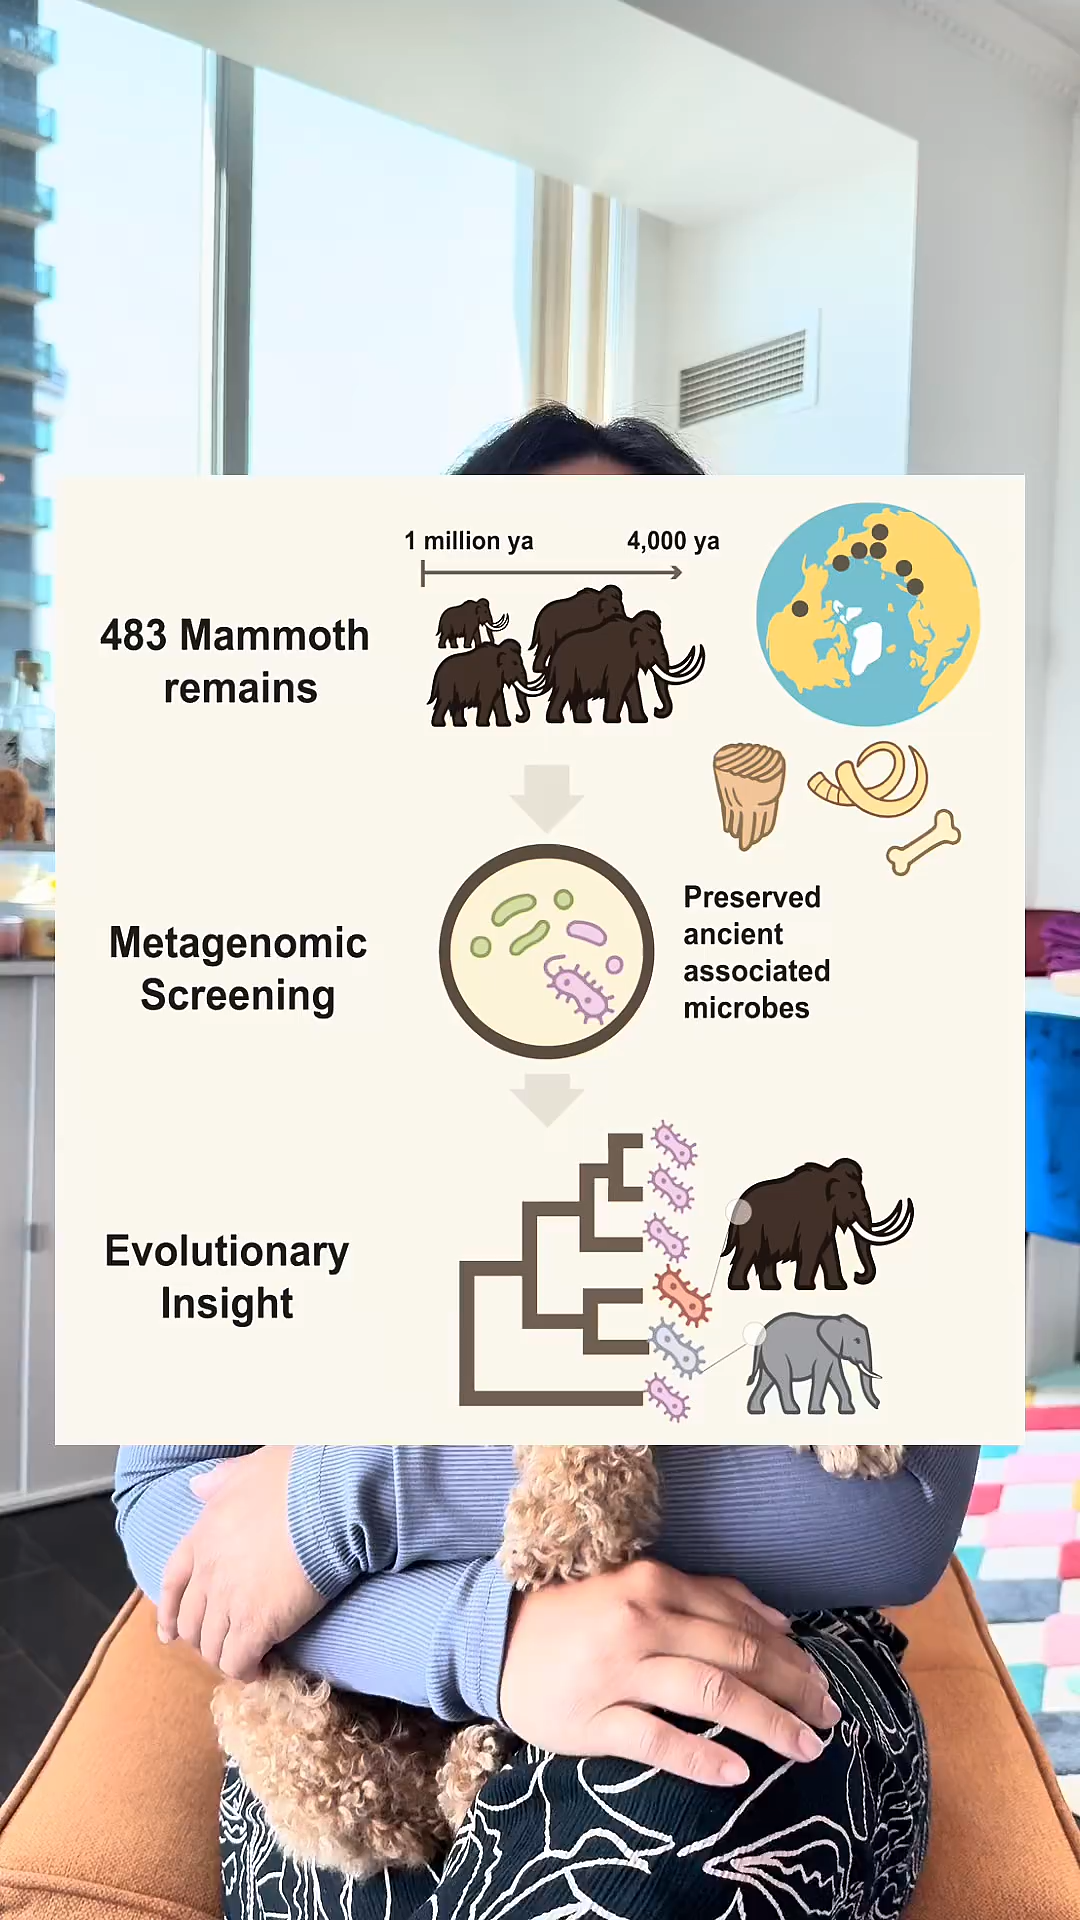 1 million ya
4,000 ya
483 Mammoth
remains
Metagenomic
Screening
Preserved
ancient
associated
microbes
Evolutionary
Insight